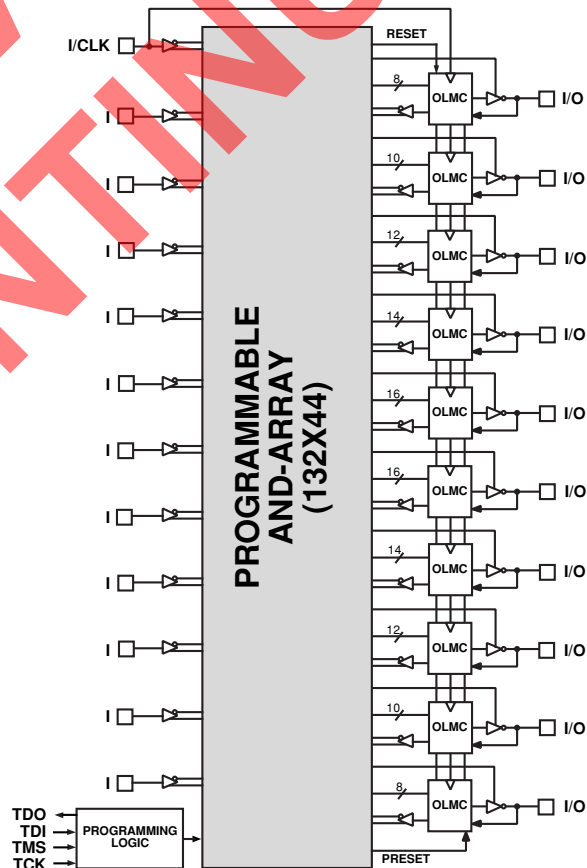 RESET
I/CLK
8
OLMC
I/O
I
10
OLMC
I/O
I
12
OLMC
I/O
I
14
OLMC
I/O
I
16
OLMC
I/O
I
PROGRAMMABLE
AND-ARRAY
(132X44)
16
OLMC
I/O
I
14
OLMC
I/O
I
12
OLMC
I/O
I
10
OLMC
I/O
I
8
OLMC
I/O
I
I
PRESET
TDO
TDI
TMS
TCK
PROGRAMMING
LOGIC